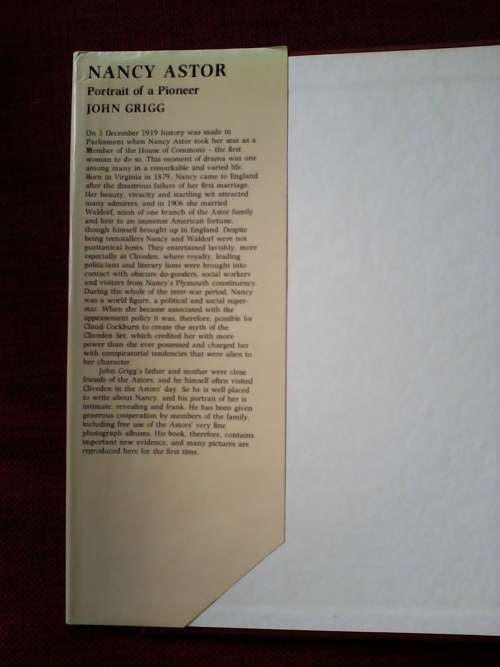 NANCY ASTOR
Portrait of a Pioneer
JOHN GRIGG
On 1 December 1919 history was made in
Parliament when Nancy Astor took her seat as a
Member of the House of Commons – the first
woman to do so. This moment of drama was one
among many in a remarkable and varied life.
Born in Virginia in 1879, Nancy came to England
after the disastrous failure of her first marriage.
Her beauty, vivacity and startling wit attracted
many admirers, and in 1906 she married
Waldorf, scion of one branch of the Astor family
and heir to an immense American fortune,
though himself brought up in England. Despite
being teetotallers Nancy and Waldorf were not
puritanical hosts. They entertained lavishly, more
especially at Cliveden, where royalty, leading
politicians and literary lions were brought into
contact with obscure do-gooders, social workers
and visitors from Nancy's Plymouth constituency.
During the whole of the inter-war period, Nancy
was a world figure, a political and social super-
star. When she became associated with the
appeasement policy it was, therefore, possible for
Claud Cockburn to create the myth of the
Cliveden Set, which credited her with more
power than she ever possessed and charged her
with conspiratorial tendencies that were alien to
her character.
John Grigg's father and mother were close
friends of the Astors, and he himself often visited
Cliveden in the Astors' day. So he is well placed
to write about Nancy, and his portrait of her is
intimate, revealing and frank. He has been given
generous cooperation by members of the family,
including free use of the Astors' very fine
photograph albums. His book, therefore, contains
important new evidence, and many pictures are
reproduced here for the first time.